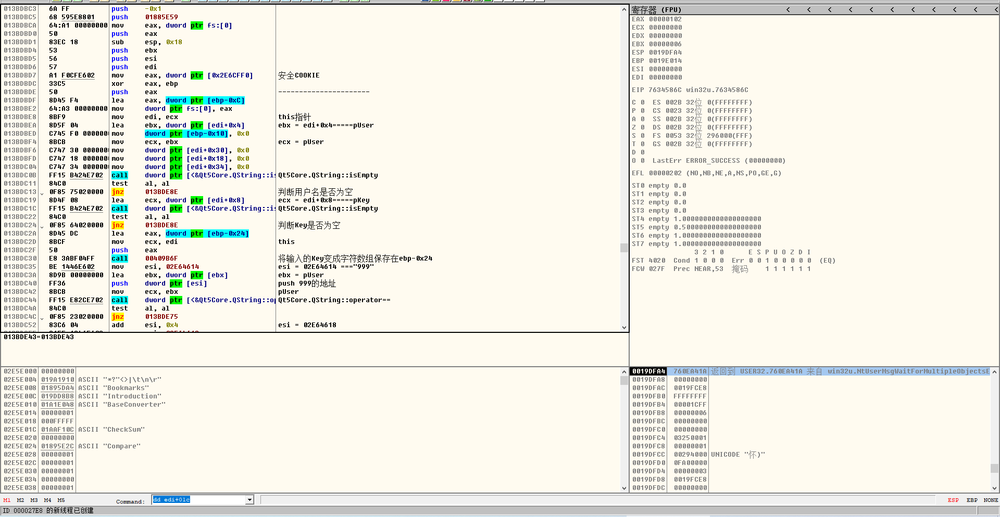 013BDBC3 6A FF push -0x1
013BDBC5 68 595E8801 push 01885E59
013BDBCA 64:A1 00000000 mov eax, dword ptr fs:[0]
013BDBD0 50 push eax
013BDBD1 83EC 18 sub esp, 0x18
013BDBD4 53 push ebx
013BDBD5 56 push esi
013BDBD6 57 push edi
013BDBD7 A1 F0CFE602 mov eax, dword ptr [0x2E6CFF0] 安全COOKIE
013BDBDC 33C5 xor eax, ebp
013BDBDE 50 push eax ----------------------
013BDBDF 8D45 F4 lea eax, dword ptr [ebp-0xC]
013BDBE2 64:A3 00000000 mov dword ptr fs:[0], eax
013BDBE8 8BF9 mov edi, ecx this指针
013BDBEA 8D5F 04 lea ebx, dword ptr [edi+0x4] ebx = edi+0x4=====pUser
013BDBED C745 F0 0000000 mov dword ptr [ebp-0x10], 0x0
013BDBF4 8BCB mov ecx, ebx ecx = pUser
013BDBF6 C747 30 0000000 mov dword ptr [edi+0x30], 0x0
013BDBFD C747 18 0000000 mov dword ptr [edi+0x18], 0x0
013BDC04 C747 34 0000000 mov dword ptr [edi+0x34], 0x0
013BDC0B FF15 B424E702 call dword ptr [<&Qt5Core.QString::is Qt5Core.QString::isEmpty
013BDC11 84C0 test al, al
013BDC13 0F85 75020000 jnz 013BDE8E 判断用户名是否为空
013BDC19 8D4F 08 lea ecx, dword ptr [edi+0x8] ecx = edi+0x8=====pKey
013BDC1C FF15 B424E702 call dword ptr [<&Qt5Core.QString::is Qt5Core.QString::isEmpty
013BDC22 84C0 test al, al
013BDC24 0F85 64020000 jnz 013BDE8E 判断Key是否为空
013BDC2A 8D45 DC lea eax, dword ptr [ebp-0x24]
013BDC2D 8BCF mov ecx, edi this
013BDC2F 50 push eax
013BDC30 E8 3ABF04FF call 00409B6F 将输入的Key变成字符数组保存在ebp-0x24
013BDC35 BE 1446E602 mov esi, 02E64614 esi = 02E64614 ==="999"
013BDC3A 8D9B 00000000 lea ebx, dword ptr [ebx] ebx = pUser
013BDC40 FF36 push dword ptr [esi] push 999的地址
013BDC42 8BCB mov ecx, ebx pUser
013BDC44 FF15 E82CE702 call dword ptr [<&Qt5Core.QString::op Qt5Core.QString::operator==
013BDC4A 84C0 test al, al
013BDC4C 0F85 23020000 jnz 013BDE75
013BDC52 83C6 04 add esi, 0x4 esi = 02E64618
013BDE43=013BDE43
寄存器 (FPU) < < < < < < < < < < <
EAX 00000102
ECX 00000000
EDX 00000000
EBX 00000006
ESP 0019DFA4
EBP 0019E014
ESI 00000000
EDI 00000000
EIP 7634586C win32u.7634586C
C 0 ES 002B 32位 0(FFFFFFFF)
P 0 CS 0023 32位 0(FFFFFFFF)
A 0 SS 002B 32位 0(FFFFFFFF)
Z 0 DS 002B 32位 0(FFFFFFFF)
S 0 FS 0053 32位 296000(FFF)
T 0 GS 002B 32位 0(FFFFFFFF)
D 0
O 0 LastErr ERROR_SUCCESS (00000000)
EFL 00000202 (NO,NB,NE,A,NS,PO,GE,G)
ST0 empty 0.0
ST1 empty 0.0
ST2 empty 0.0
ST3 empty 0.0
ST4 empty 1.0000000000000000000
ST5 empty 0.5000000000000000000
ST6 empty 1.0000000000000000000
ST7 empty 1.0000000000000000000
3 2 1 0 E S P U O Z D I
FST 4020 Cond 1 0 0 0 Err 0 0 1 0 0 0 0 0 (EQ)
FCW 027F Prec NEAR,53 掩码 1 1 1 1 1 1
02E5E000 00000000
02E5E004 019A1910 ASCII "*?"<>|\t\n\r"
02E5E008 01895DA4 ASCII "Bookmarks"
02E5E00C 019DD8B8 ASCII "Introduction"
02E5E010 01A1E048 ASCII "BaseConverter"
02E5E014 00000001
02E5E018 000FFFFF
02E5E01C 01AAF10C ASCII "CheckSum"
02E5E020 00000000
02E5E024 01895E2C ASCII "Compare"
02E5E028 00000001
02E5E02C 00000001
02E5E030 00000001
02E5E034 00000000
02E5E038 00000001
0019DFA4 760EA41A 返回到 USER32.760EA41A 来自 win32u.NtUserMsgWaitForMultipleObjectsE
0019DFA8 00000000
0019DFAC 0019FCE8
0019DFB0 FFFFFFFF
0019DFB4 00001CFF
0019DFB8 00000006
0019DFBC 00000000
0019DFC0 00000000
0019DFC4 03250001
0019DFC8 00000001
0019DFCC 00294000 UNICODE "怀)"
0019DFD0 0FA00000
0019DFD4 00000003
0019DFD8 0019FCE8
0019DFDC 00000000
M1 M2 M3 M4 M5 Command: dd edi+01c ESP EBP NONE
ID 000027E8 的新线程已创建